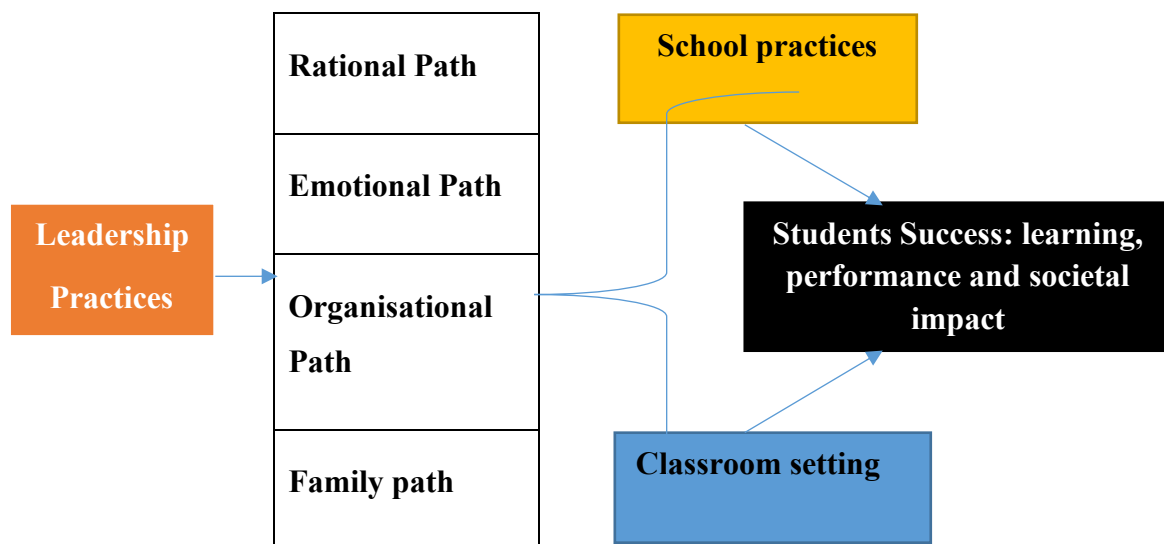 Leadership
Practices
Rational Path
Emotional Path
Organisational
Path
Family path
School practices
Classroom setting
Students Success: learning,
performance and societal
impact